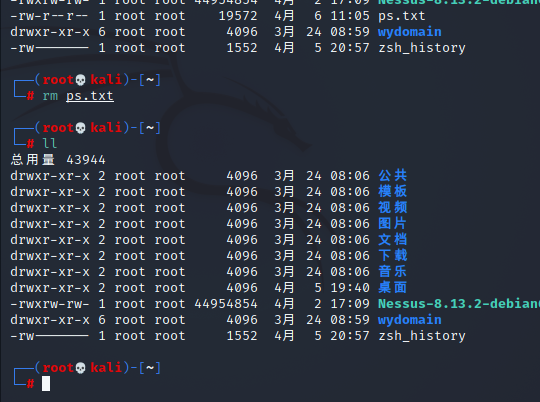 -rwxrw-rw- 1 root root 44954854 4月 2 17:09 Nessus-8.13.2-debian
-rw-r--r-- 1 root root 19572 4月 6 11:05 ps.txt
drwxr-xr-x 6 root root 4096 3月 24 08:59 wydomain
-rw------- 1 root root 1552 4月 5 20:57 zsh_history
┌──(root💀kali)-[~]
└─# rm ps.txt
┌──(root💀kali)-[~]
└─# ll
总用量 43944
drwxr-xr-x 2 root root 4096 3月 24 08:06 公共
drwxr-xr-x 2 root root 4096 3月 24 08:06 模板
drwxr-xr-x 2 root root 4096 3月 24 08:06 视频
drwxr-xr-x 2 root root 4096 3月 24 08:06 图片
drwxr-xr-x 2 root root 4096 3月 24 08:06 文档
drwxr-xr-x 2 root root 4096 3月 24 08:06 下载
drwxr-xr-x 2 root root 4096 3月 24 08:06 音乐
drwxr-xr-x 2 root root 4096 4月 5 19:40 桌面
-rwxrw-rw- 1 root root 44954854 4月 2 17:09 Nessus-8.13.2-debian
drwxr-xr-x 6 root root 4096 3月 24 08:59 wydomain
-rw------- 1 root root 1552 4月 5 20:57 zsh_history
┌──(root💀kali)-[~]
└─#